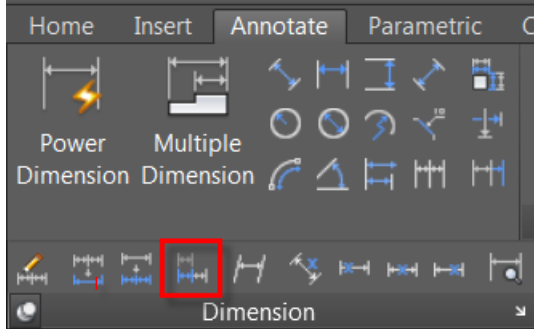 Home Insert Annotate Parametric C
Power Dimension
Multiple Dimension
Dimension